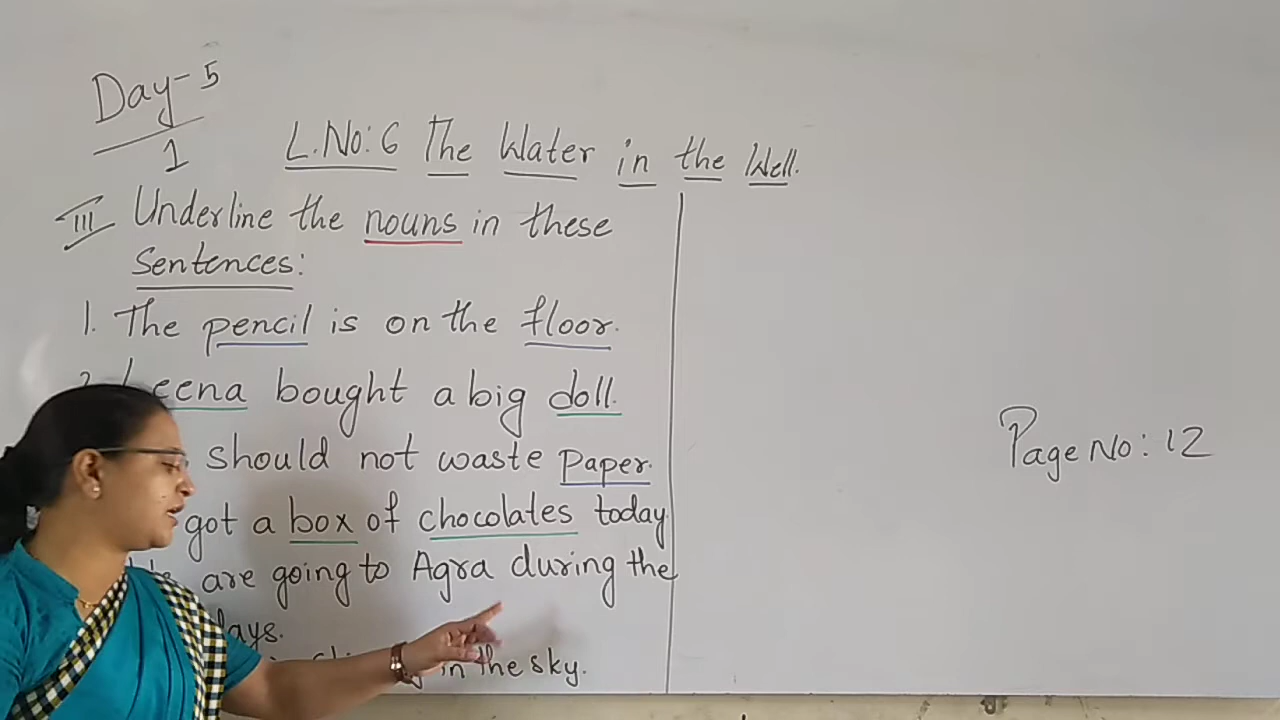 Day-5
1
L.No: 6 The Water in the Well.
III Underline the nouns in these
Sentences:
1. The pencil is on the floor.
2. Leena bought a big doll.
should not waste paper.
got a box of chocolates today
are going to Agra during the
in the sky.
Page No: 12